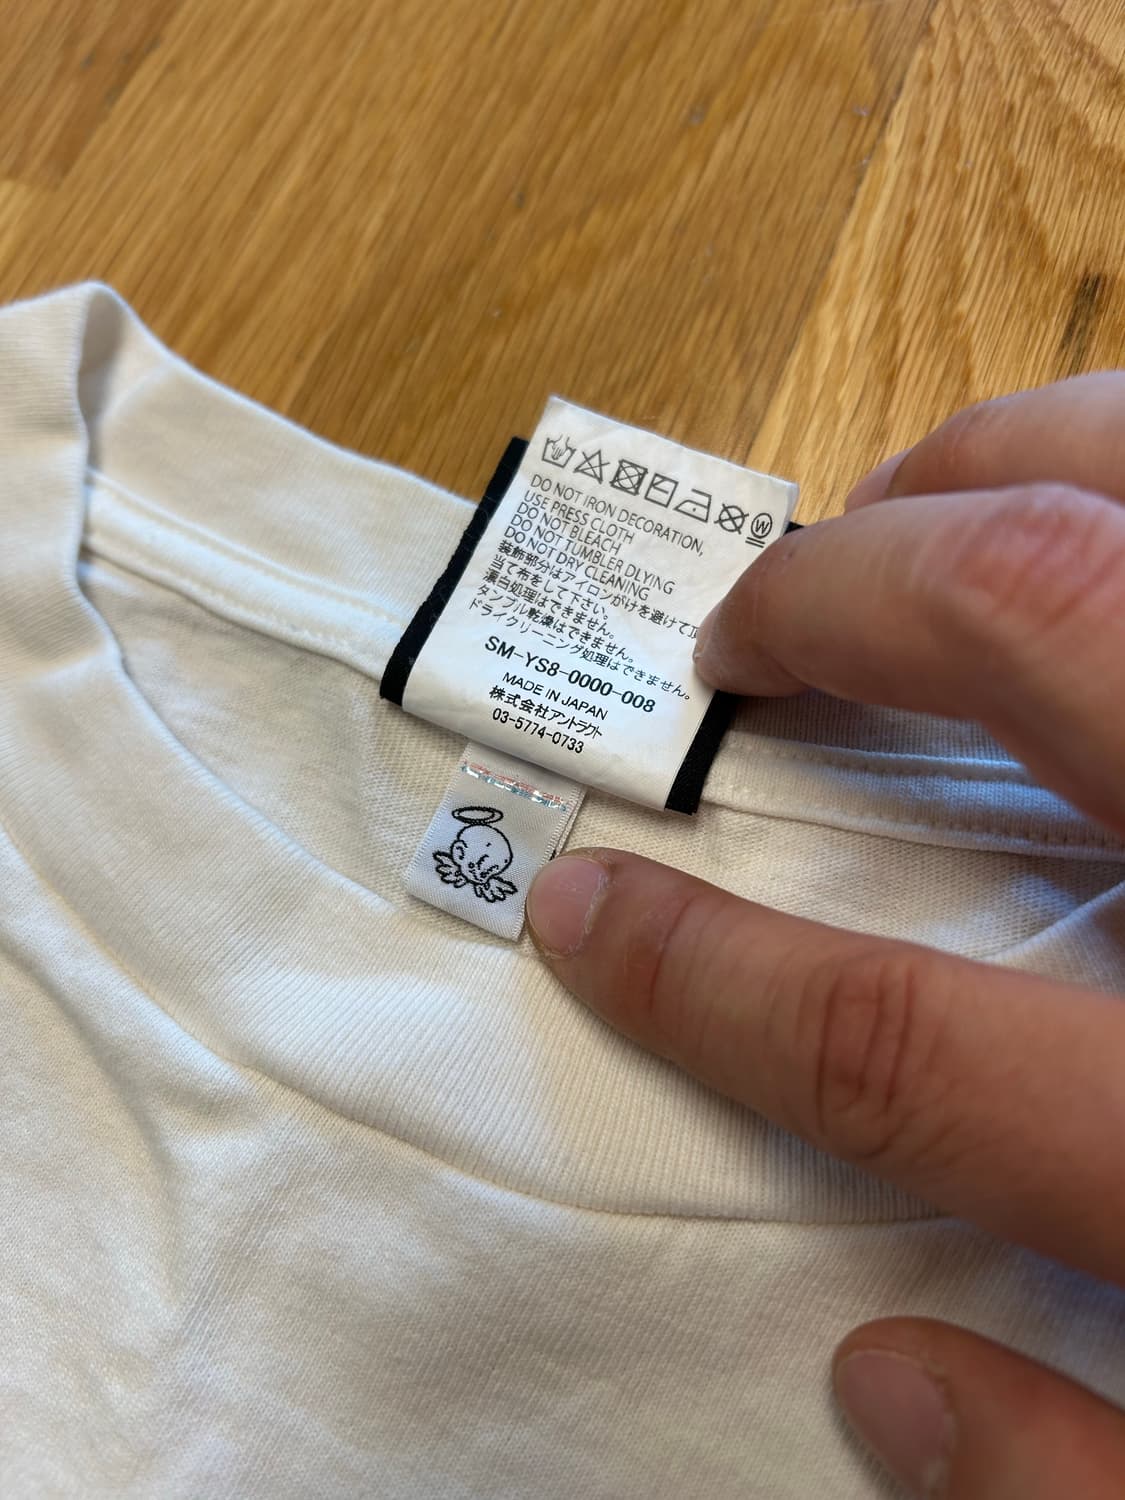 W
DO NOT IRON DECORATION,
USE PRESS CLOTH
DO NOT BLEACH
DO NOT TUMBLER DLYING
DO NOT DRY CLEANING
装飾部分はアイロンがけを避けて頂
当て布をして下さい。
漂白処理はできません。
タンブル乾燥はできません。
ドライクリーニング処理はできません。
SM-YS8-0000-008
MADE IN JAPAN
株式会社アントラクト
03-5774-0733